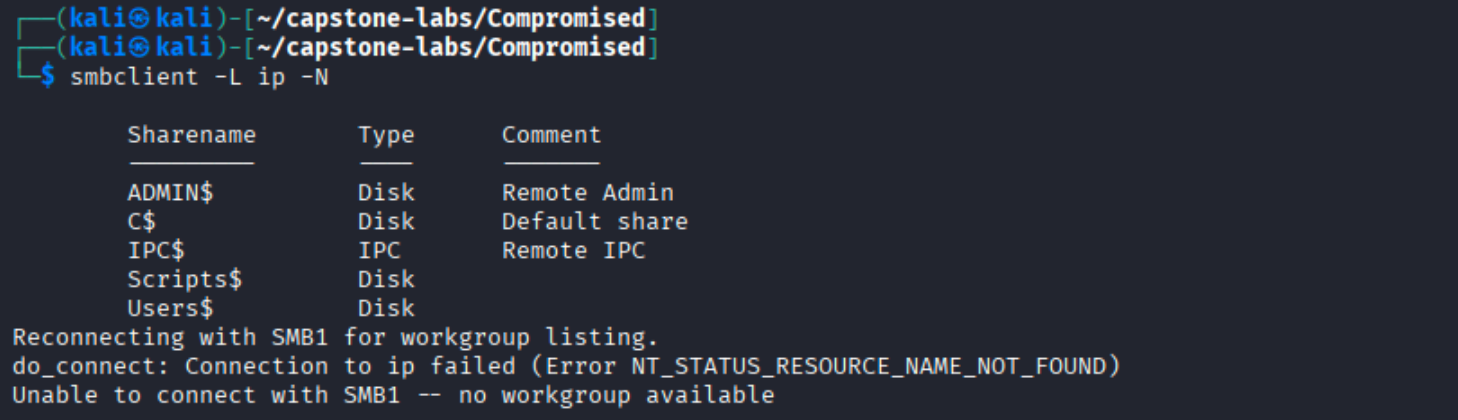 ┌──(kali㉿kali)-[~/capstone-labs/Compromised]
┌──(kali㉿kali)-[~/capstone-labs/Compromised]
└─$ smbclient -L ip -N
Sharename Type Comment
--------- ---- -------
ADMIN$ Disk Remote Admin
C$ Disk Default share
IPC$ IPC Remote IPC
Scripts$ Disk
Users$ Disk
Reconnecting with SMB1 for workgroup listing.
do_connect: Connection to ip failed (Error NT_STATUS_RESOURCE_NAME_NOT_FOUND)
Unable to connect with SMB1 -- no workgroup available